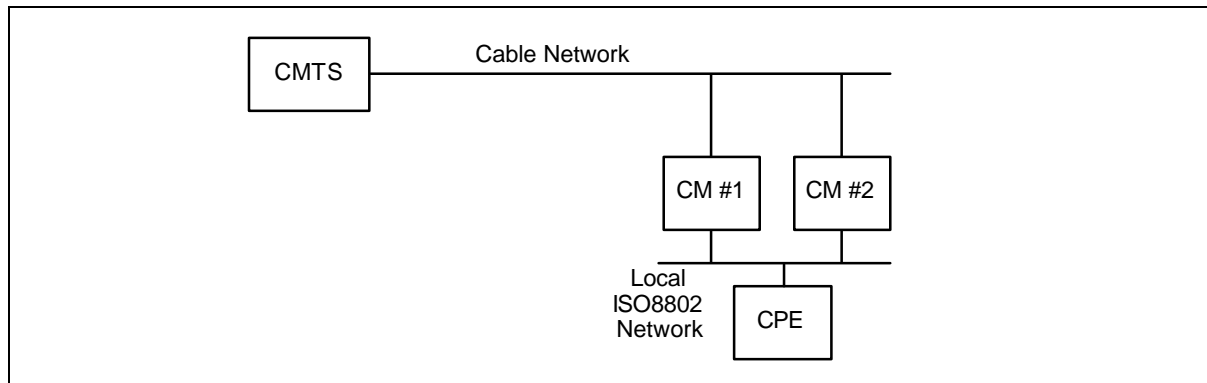 Cable Network
CMTS
CM #1
CM #2
Local
ISO8802
Network
CPE